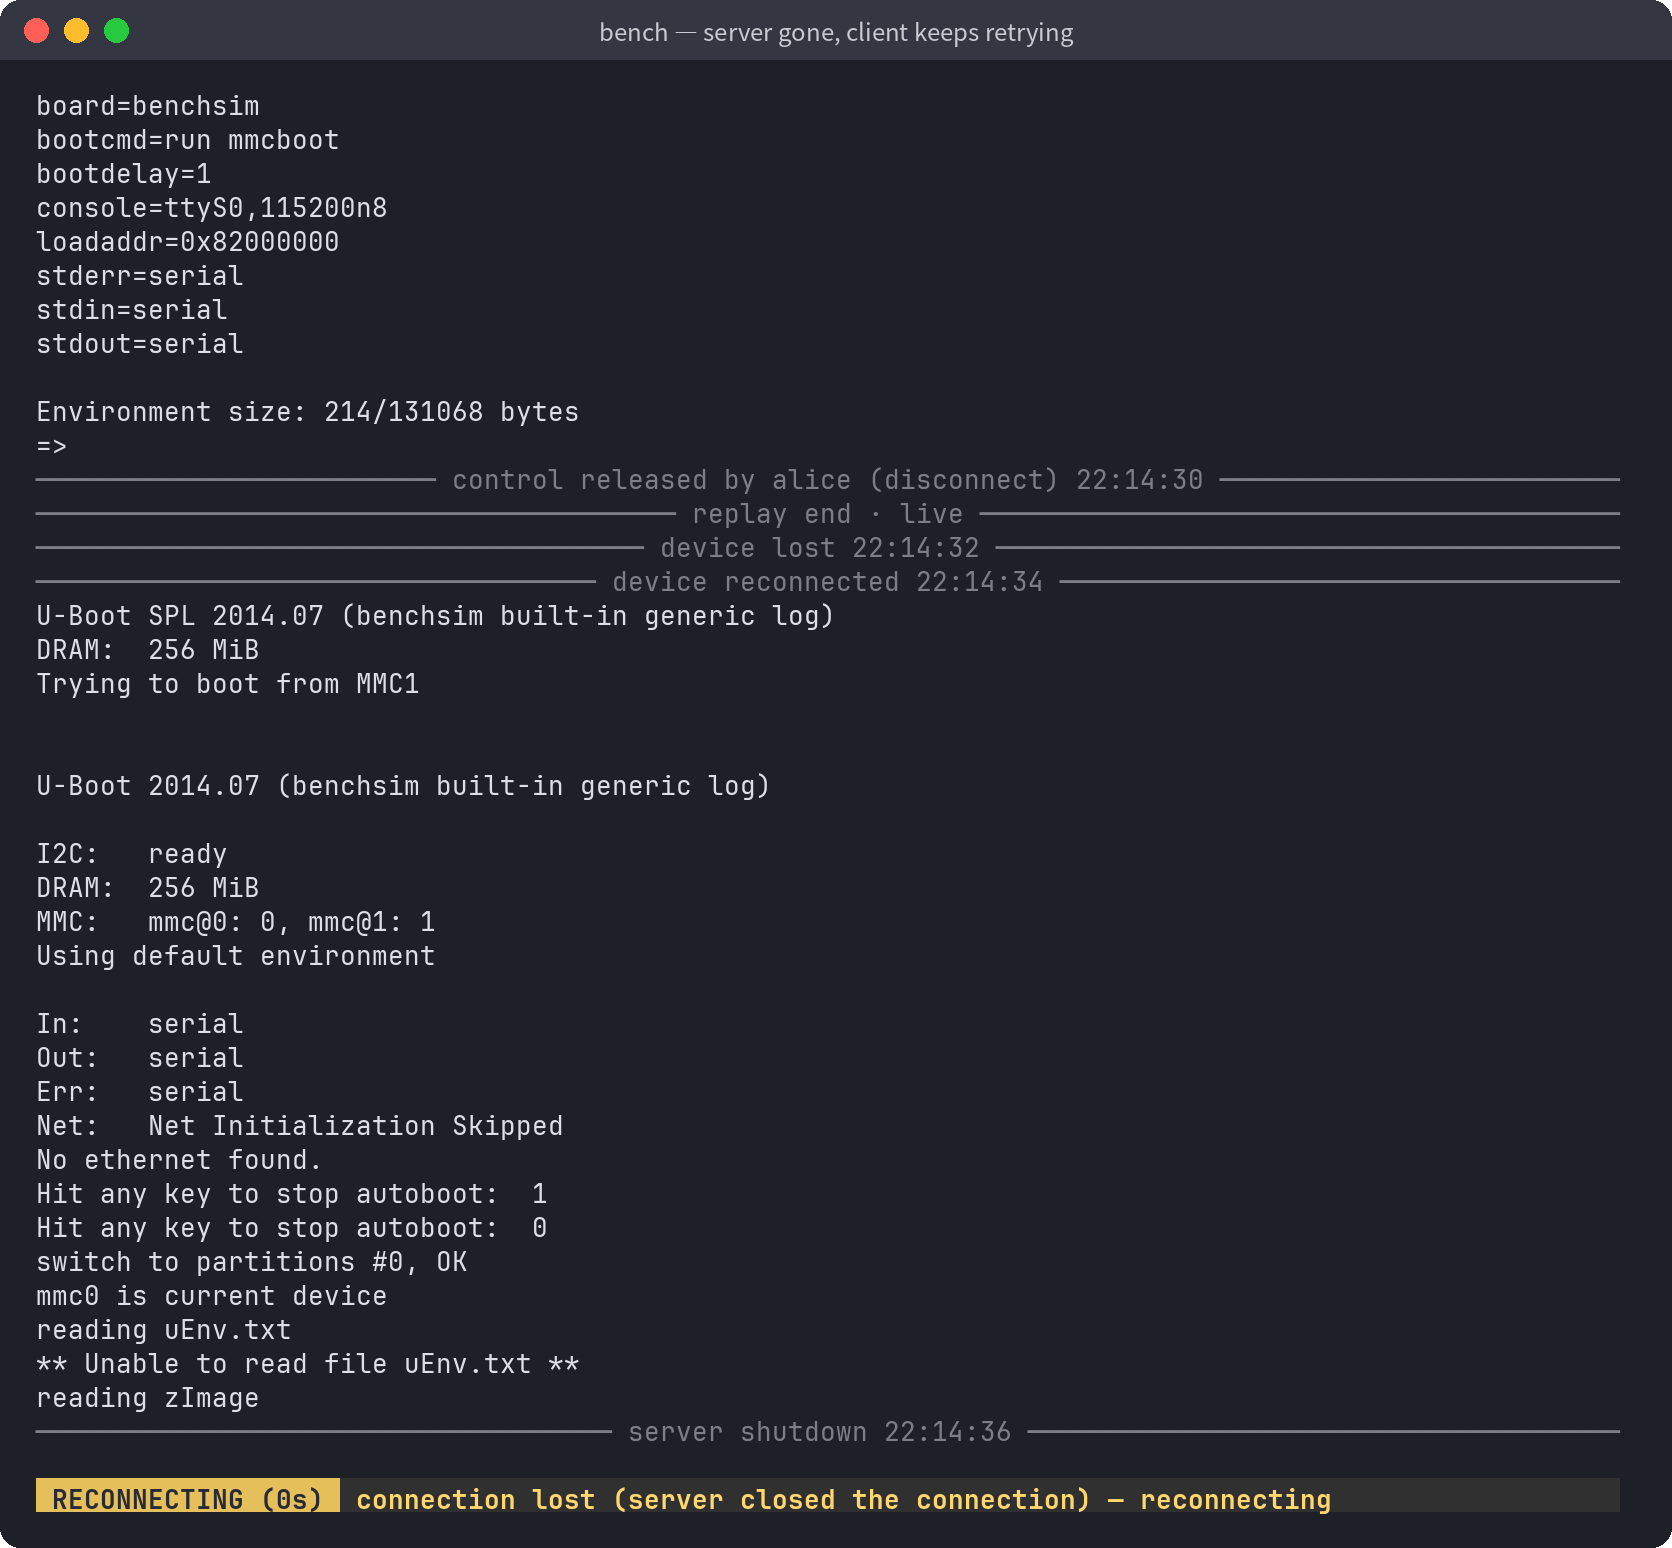 bench — server gone, client keeps retrying
board=benchsim
bootcmd=run mmcboot
bootdelay=1
console=ttyS0,115200n8
loadaddr=0x82000000
stderr=serial
stdin=serial
stdout=serial
Environment size: 214/131068 bytes
=>
control released by alice (disconnect) 22:14:30
replay end · live
device lost 22:14:32
device reconnected 22:14:34
U-Boot SPL 2014.07 (benchsim built-in generic log)
DRAM:  256 MiB
Trying to boot from MMC1
U-Boot 2014.07 (benchsim built-in generic log)
I2C:   ready
DRAM:  256 MiB
MMC:   mmc@0: 0, mmc@1: 1
Using default environment
In:    serial
Out:   serial
Err:   serial
Net:   Net Initialization Skipped
No ethernet found.
Hit any key to stop autoboot:  1
Hit any key to stop autoboot:  0
switch to partitions #0, OK
mmc0 is current device
reading uEnv.txt
** Unable to read file uEnv.txt **
reading zImage
server shutdown 22:14:36
RECONNECTING (0s) connection lost (server closed the connection) — reconnecting